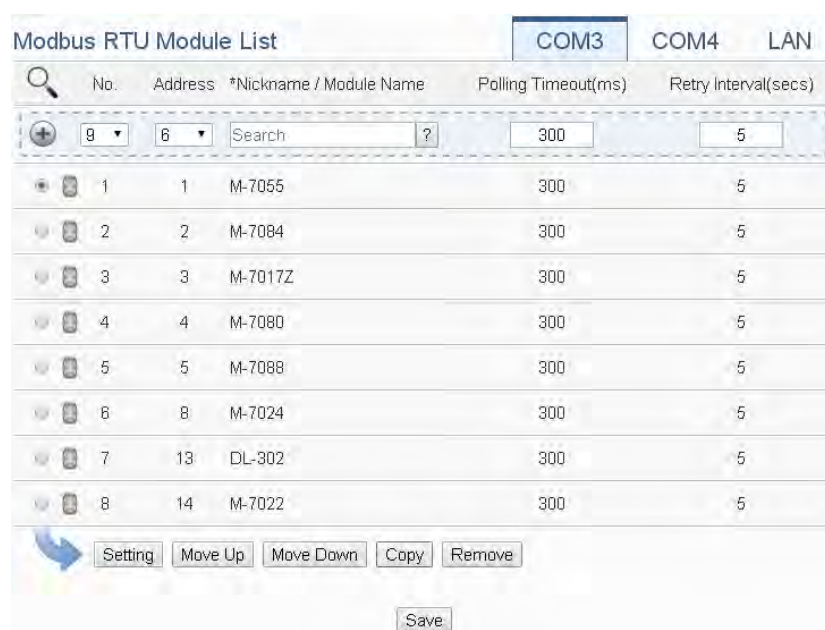 Modbus RTU Module List COM3 COM4 LAN
No. Address *Nickname / Module Name Polling Timeout(ms) Retry Interval(secs)
9 6 Search ? 300 5
1 1 M-7055 300 5
2 2 M-7084 300 5
3 3 M-7017Z 300 5
4 4 M-7080 300 5
5 5 M-7088 300 5
6 8 M-7024 300 5
7 13 DL-302 300 5
8 14 M-7022 300 5
Setting Move Up Move Down Copy Remove
Save